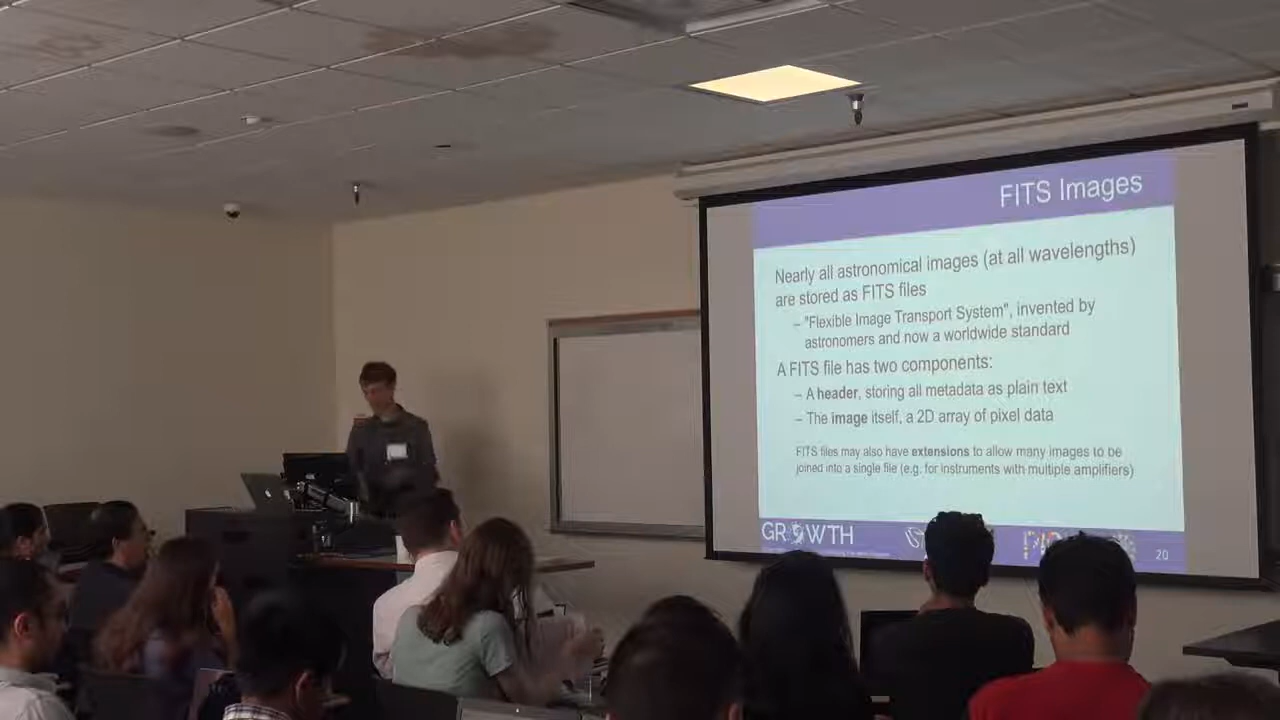 FITS Images
Nearly all astronomical images (at all wavelengths)
are stored as FITS files
– "Flexible Image Transport System", invented by
astronomers and now a worldwide standard
A FITS file has two components:
– A header, storing all metadata as plain text
– The image itself, a 2D array of pixel data
FITS files may also have extensions to allow many images to be
joined into a single file (e.g. for instruments with multiple amplifiers)
GROWTH
20